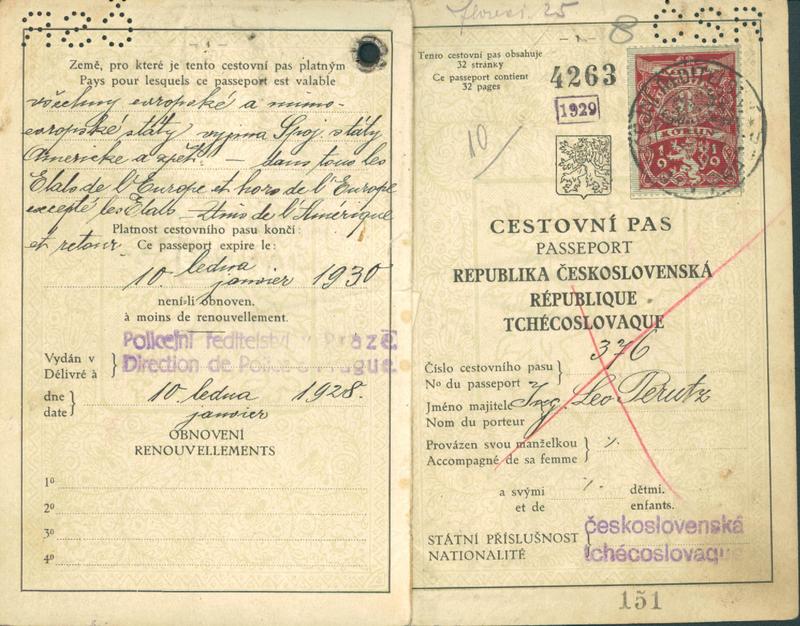 Země, pro které je tento cestovní pas platným
Pays pour lesquels ce passeport est valable
všechny evropské a mimo-
evropské státy vyjma Spoj. státy
Americké a zpět. — dans tous les
Etats de l'Europe et hors de l'Europe
excepté les Etats-Unis de l'Amérique
et retour
Platnost cestovního pasu končí:
Ce passeport expire le:
10. ledna
janvier 1930
není-li obnoven.
à moins de renouvellement.
Vydán v
Délivré à
Policejní ředitelství v Praze
Direction de Police à Prague.
dne
date
10. ledna 1928.
janvier
OBNOVENÍ
RENOUVELLEMENTS
1º
2º
3º
4º
25
8
Tento cestovní pas obsahuje
32 stránky
Ce passeport contient
32 pages
4263
1929
10/
KORUN
1919
CESTOVNÍ PAS
PASSEPORT
REPUBLIKA ČESKOSLOVENSKÁ
RÉPUBLIQUE
TCHÉCOSLOVAQUE
Číslo cestovního pasu
No du passeport
376
Jméno majitele
Nom du porteur
Ing. Leo Perutz
Provázen svou manželkou
Accompagné de sa femme
a svými dětmi.
et de enfants.
STÁTNÍ PŘÍSLUŠNOST
NATIONALITÉ
československá
tchécoslovaque
151